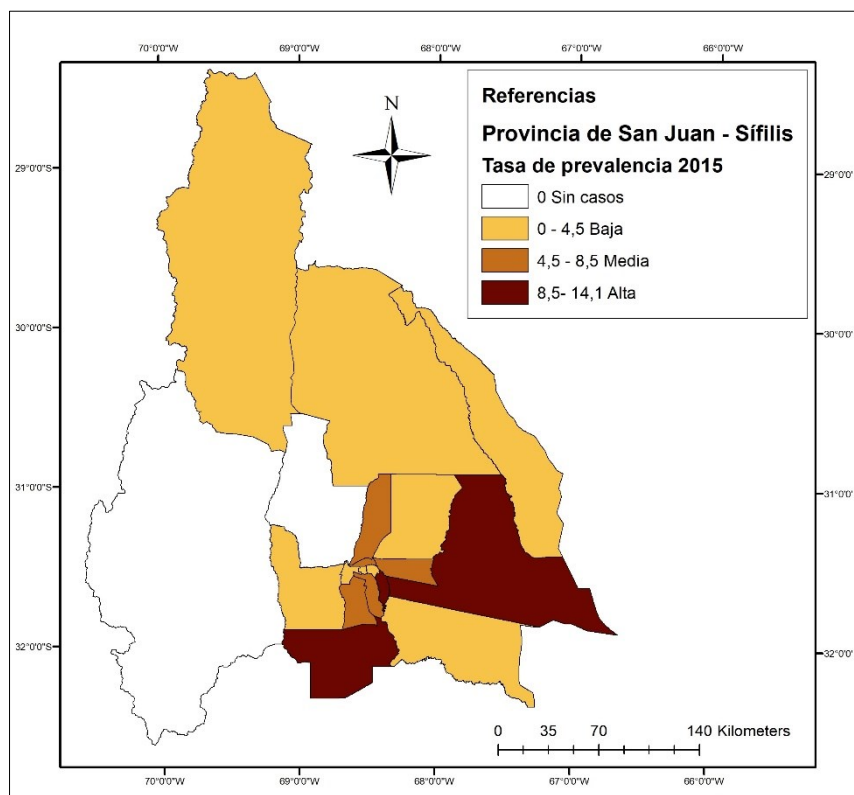 70°0'0"W 69°0'0"W 68°0'0"W 67°0'0"W 66°0'0"W
N
Referencias
Provincia de San Juan - Sífilis
Tasa de prevalencia 2015
0 Sin casos
0 - 4,5 Baja
4,5 - 8,5 Media
8,5- 14,1 Alta
29°0'0"S 29°0'0"S
30°0'0"S 30°0'0"S
31°0'0"S 31°0'0"S
32°0'0"S 32°0'0"S
0 35 70 140 Kilometers
70°0'0"W 69°0'0"W 68°0'0"W 67°0'0"W 66°0'0"W